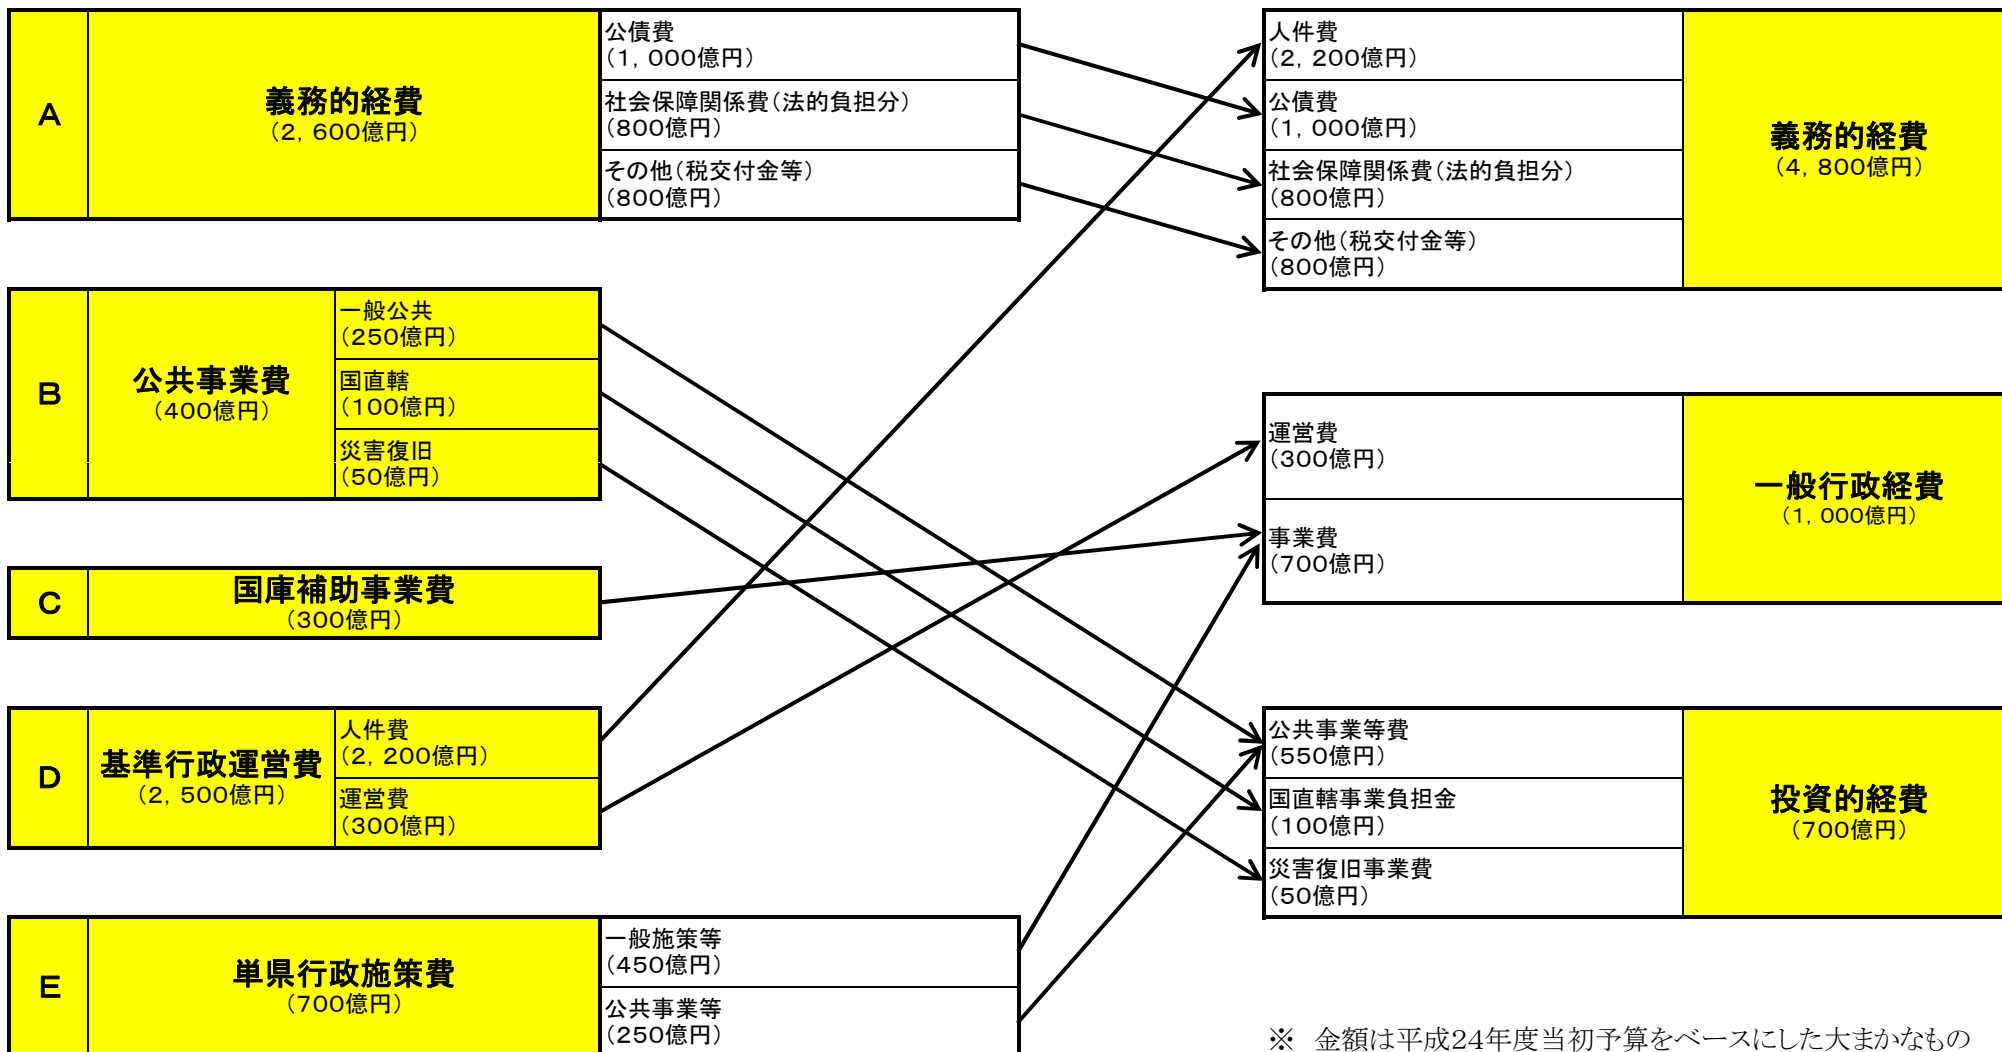 A
義務的経費
（2，600億円）
公債費
（1，000億円）
社会保障関係費（法的負担分）
（800億円）
その他（税交付金等）
（800億円）
B
公共事業費
（400億円）
一般公共
（250億円）
国直轄
（100億円）
災害復旧
（50億円）
C
国庫補助事業費
（300億円）
D
基準行政運営費
（2，500億円）
人件費
（2，200億円）
運営費
（300億円）
E
単県行政施策費
（700億円）
一般施策等
（450億円）
公共事業等
（250億円）
人件費
（2，200億円）
公債費
（1，000億円）
社会保障関係費（法的負担分）
（800億円）
その他（税交付金等）
（800億円）
義務的経費
（4，800億円）
運営費
（300億円）
事業費
（700億円）
一般行政経費
（1，000億円）
公共事業等費
（550億円）
国直轄事業負担金
（100億円）
災害復旧事業費
（50億円）
投資的経費
（700億円）
※　金額は平成24年度当初予算をベースにした大まかなもの